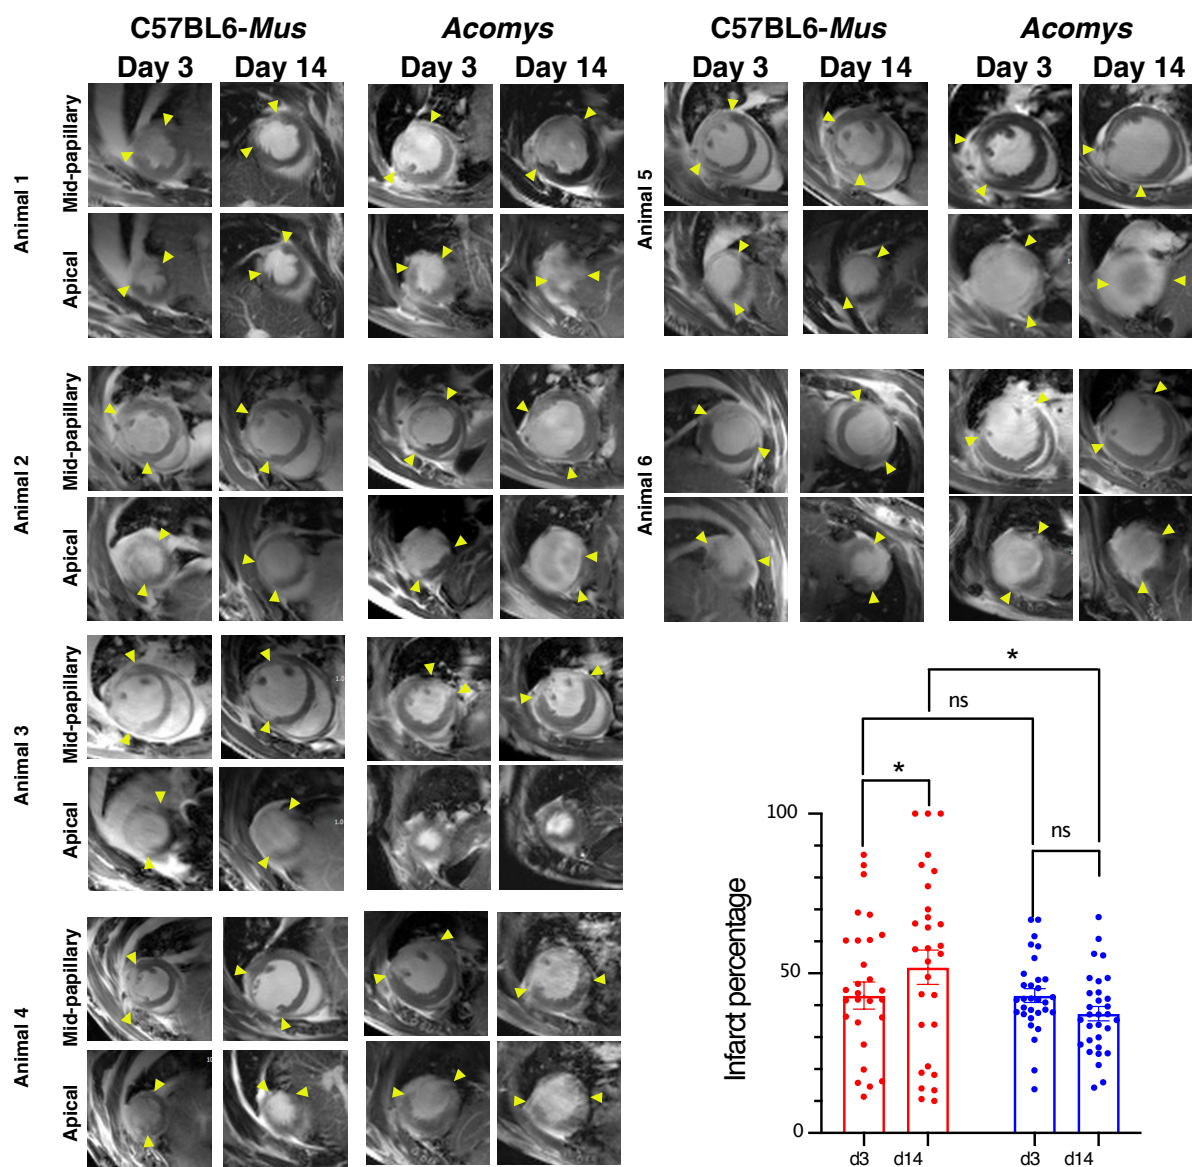 C57BL6-Mus Acomys C57BL6-Mus Acomys
Day 3 Day 14 Day 3 Day 14 Day 3 Day 14 Day 3 Day 14
Animal 1
Mid-papillary
Apical
Animal 2
Mid-papillary
Apical
Animal 3
Mid-papillary
Apical
Animal 4
Mid-papillary
Apical
Animal 5
Animal 6
*
ns
*
ns
Infarct percentage
100
50
0
d3 d14 d3 d14